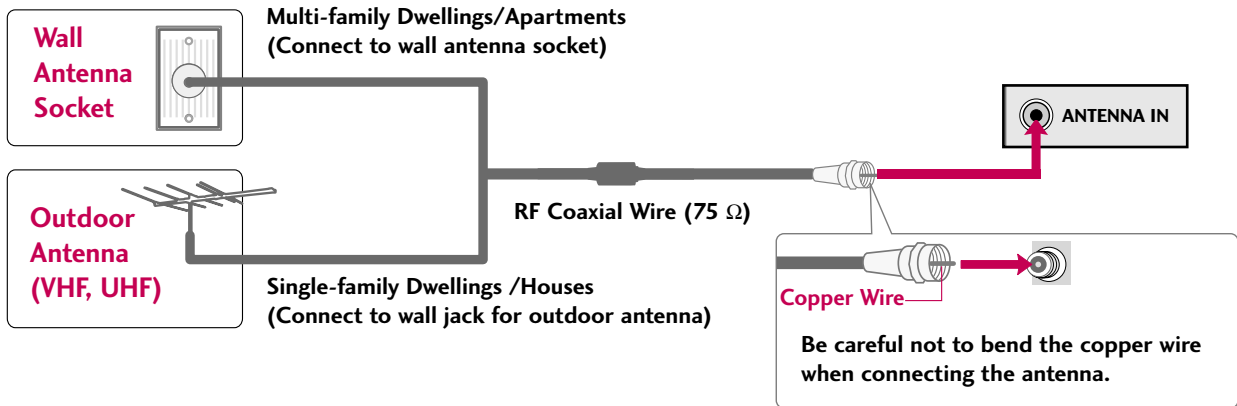 Wall
Antenna
Socket
Multi-family Dwellings/Apartments
(Connect to wall antenna socket)
ANTENNA IN
RF Coaxial Wire (75 Ω)
Outdoor
Antenna
(VHF, UHF)
Single-family Dwellings /Houses
(Connect to wall jack for outdoor antenna)
Copper Wire
Be careful not to bend the copper wire
when connecting the antenna.